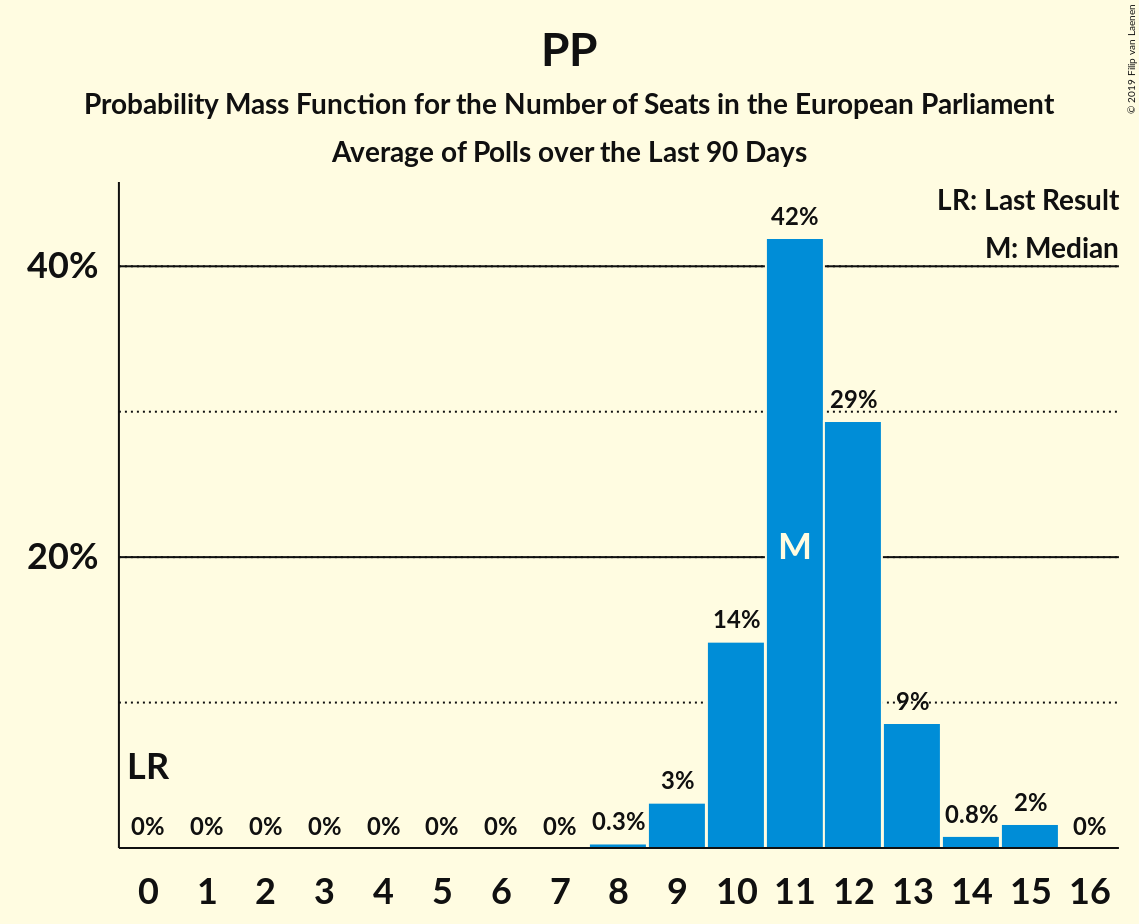 PP
Probability Mass Function for the Number of Seats in the European Parliament
Average of Polls over the Last 90 Days
© 2019 Filip van Laenen
LR: Last Result
M: Median
40%
20%
42%
29%
M
14%
9%
LR
3%
0% 0% 0% 0% 0% 0% 0% 0% 0.3% 0.8% 2% 0%
0 1 2 3 4 5 6 7 8 9 10 11 12 13 14 15 16